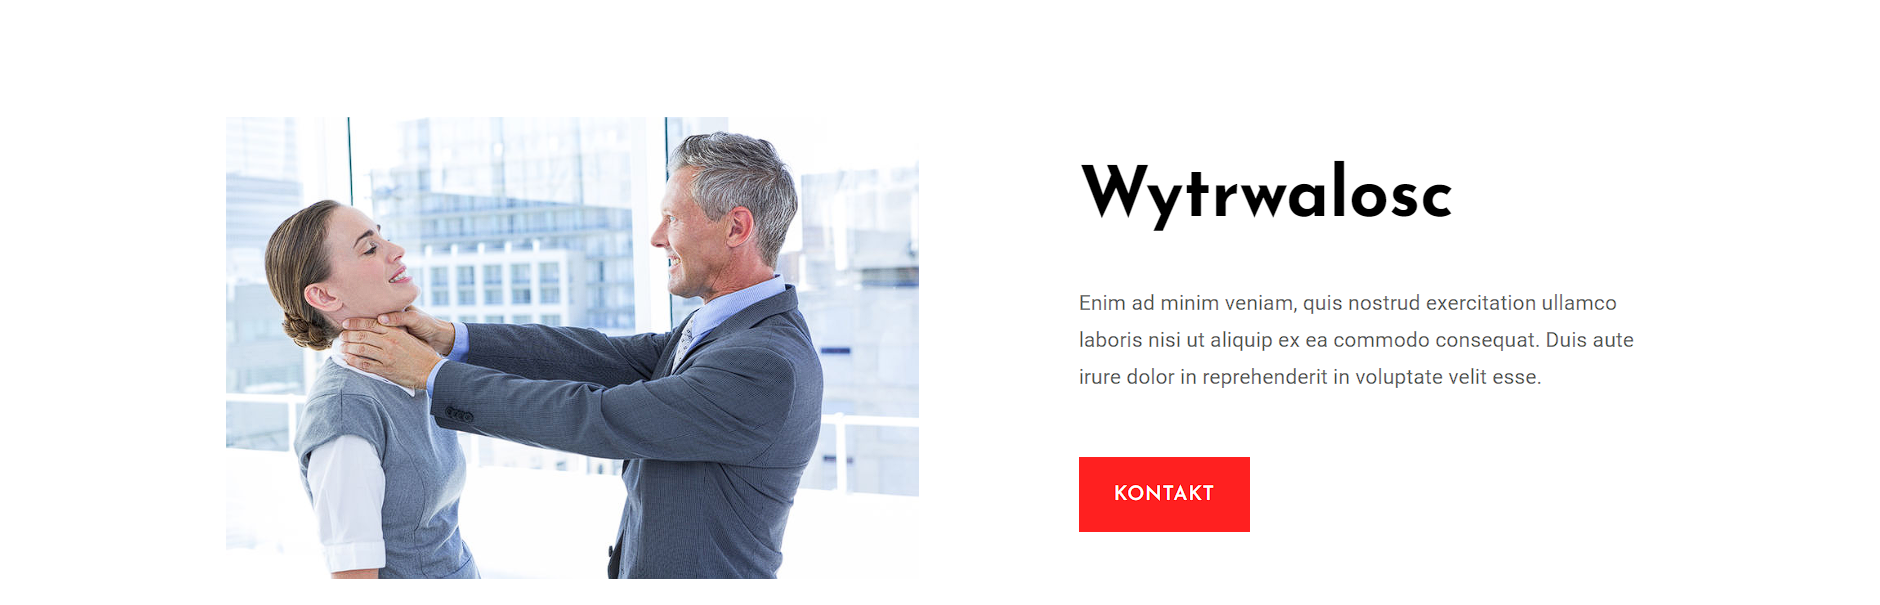 Wytrwalosc
Enim ad minim veniam, quis nostrud exercitation ullamco
laboris nisi ut aliquip ex ea commodo consequat. Duis aute
irure dolor in reprehenderit in voluptate velit esse.
KONTAKT